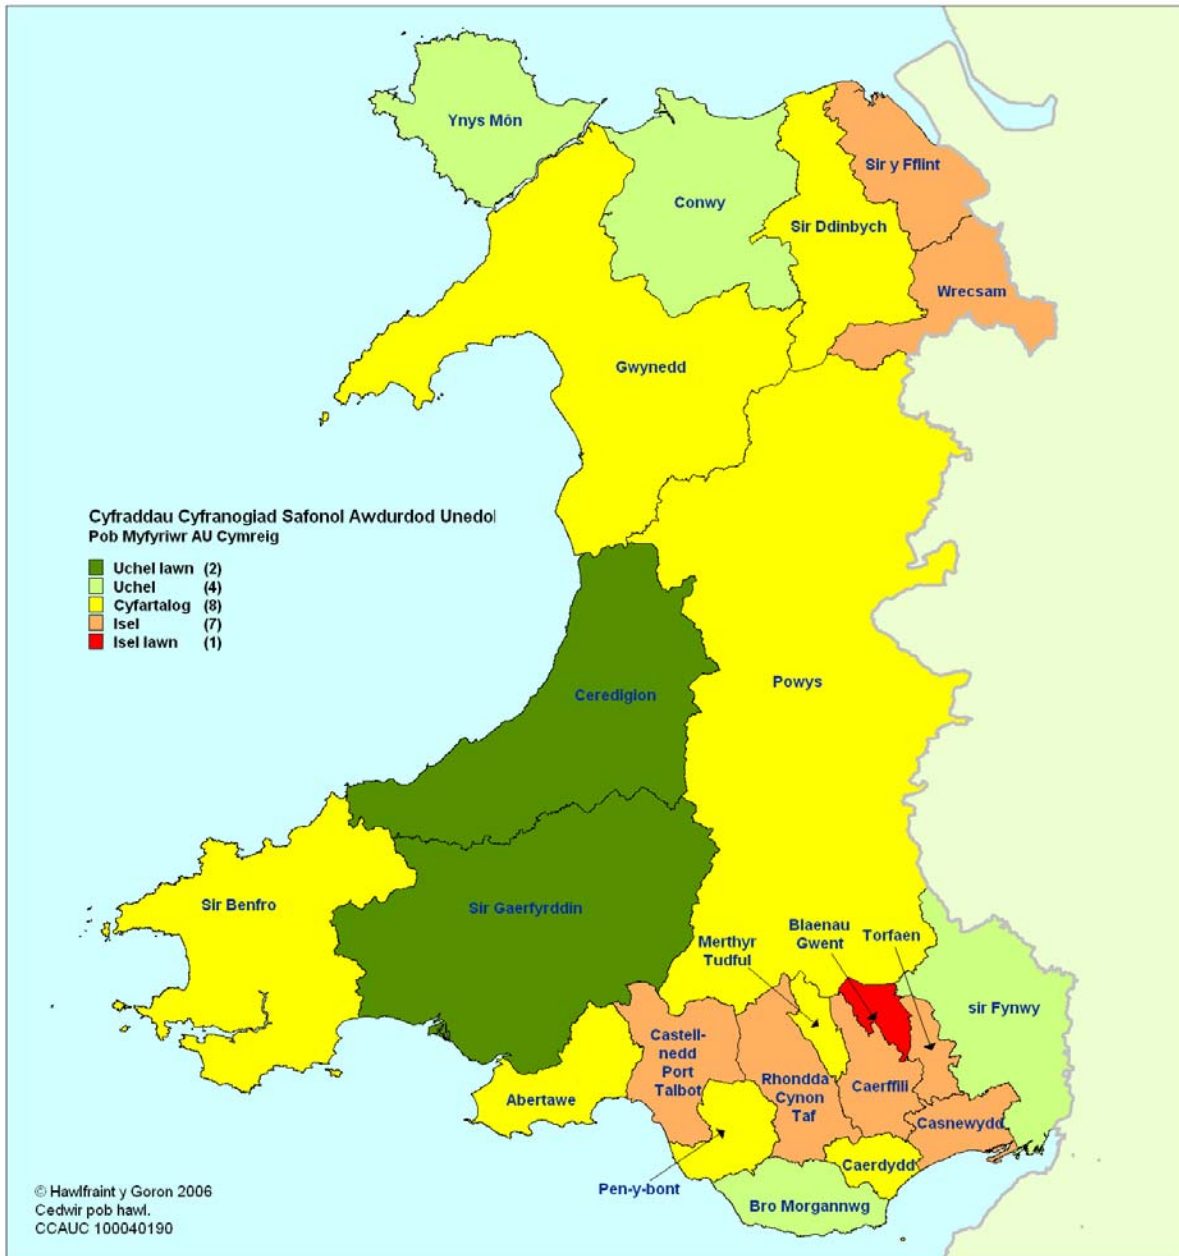 Ynys Môn
Conwy
Sir y Fflint
Sir Ddinbych
Wrecsam
Gwynedd
Cyfraddau Cyfranogiad Safonol Awdurdod Unedol
Pob Myfyriwr AU Cymreig
Uchel Iawn (2)
Uchel (4)
Cyfartalog (8)
Isel (7)
Isel Iawn (1)
Ceredigion
Powys
Sir Benfro
Sir Gaerfyrddin
Merthyr
Tudful
Blaenau
Gwent
Torfaen
sir Fynwy
Castell-
nedd
Port
Talbot
Rhondda
Cynon
Taf
Caerffili
Abertawe
Casnewydd
Caerdydd
Pen-y-bont
Bro Morgannwg
© Hawlfraint y Goron 2006
Cedwir pob hawl.
CCAUC 100040190